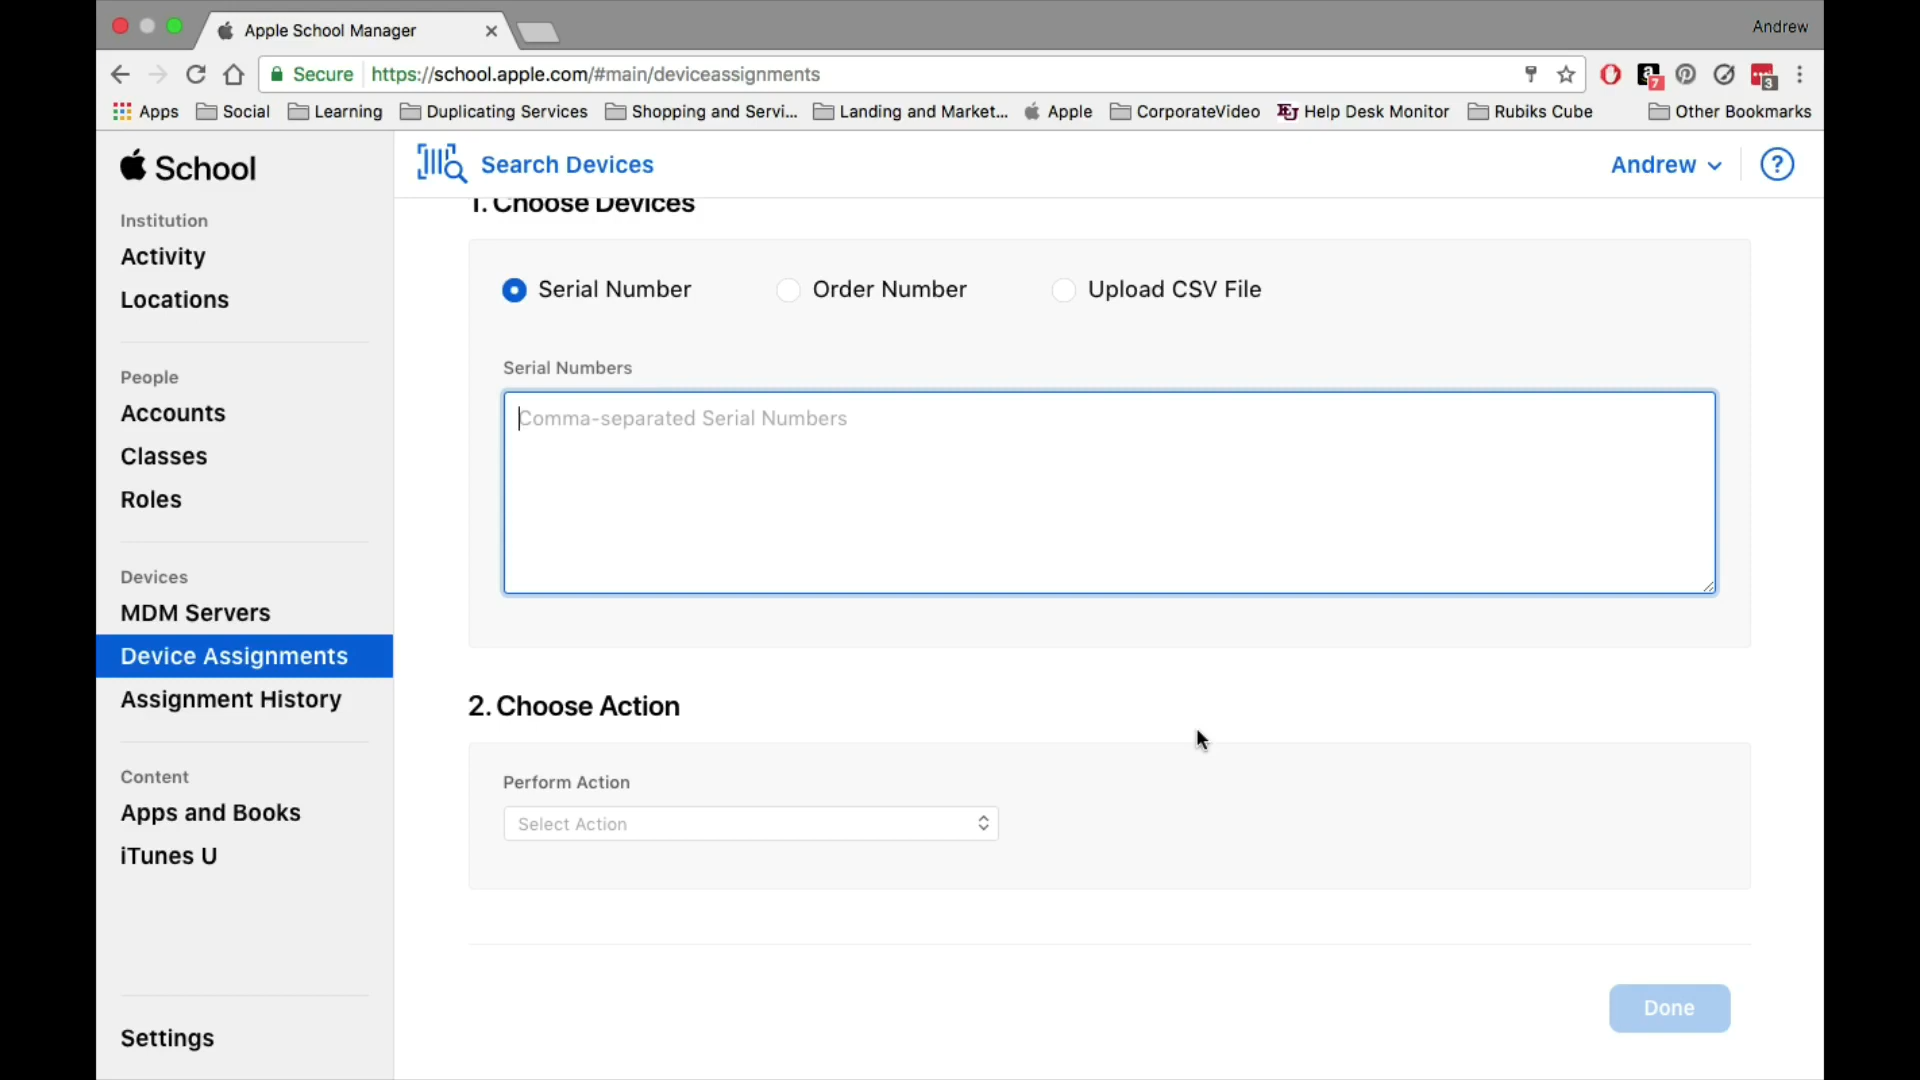 Apple School Manager
Andrew
Secure https://school.apple.com/#main/deviceassignments
7
3
Apps Social Learning Duplicating Services Shopping and Servi... Landing and Market... Apple CorporateVideo Help Desk Monitor Rubiks Cube Other Bookmarks
School
Institution
Activity
Locations
People
Accounts
Classes
Roles
Devices
MDM Servers
Device Assignments
Assignment History
Content
Apps and Books
iTunes U
Settings
Search Devices
Andrew
?
1. Choose Devices
Serial Number Order Number Upload CSV File
Serial Numbers
Comma-separated Serial Numbers
2. Choose Action
Perform Action
Select Action
Done